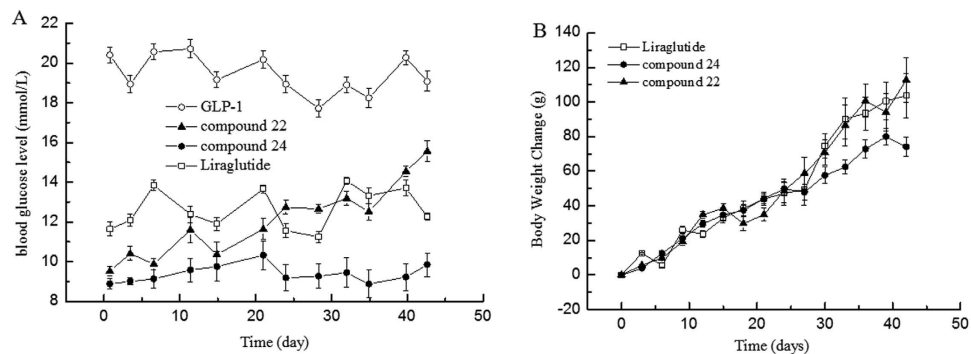 A
blood glucose level (mmol/L)
22
20
18
16
14
12
10
8
GLP-1
compound 22
compound 24
Liraglutide
0
10
20
30
40
50
Time (day)
B
Body Weight Change (g)
140
120
100
80
60
40
20
0
-20
Liraglutide
compound 24
compound 22
0
10
20
30
40
50
Time (days)